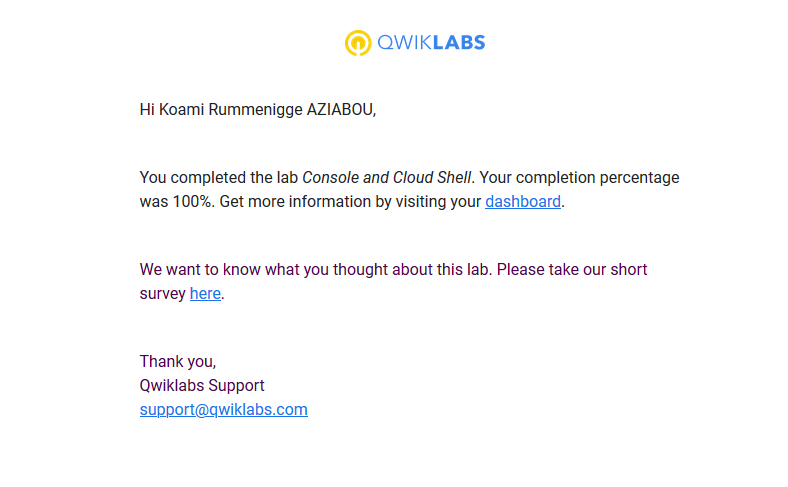 QWIKLABS
Hi Koami Rummenigge AZIABOU,
You completed the lab Console and Cloud Shell. Your completion percentage
was 100%. Get more information by visiting your dashboard.
We want to know what you thought about this lab. Please take our short
survey here.
Thank you,
Qwiklabs Support
support@qwiklabs.com